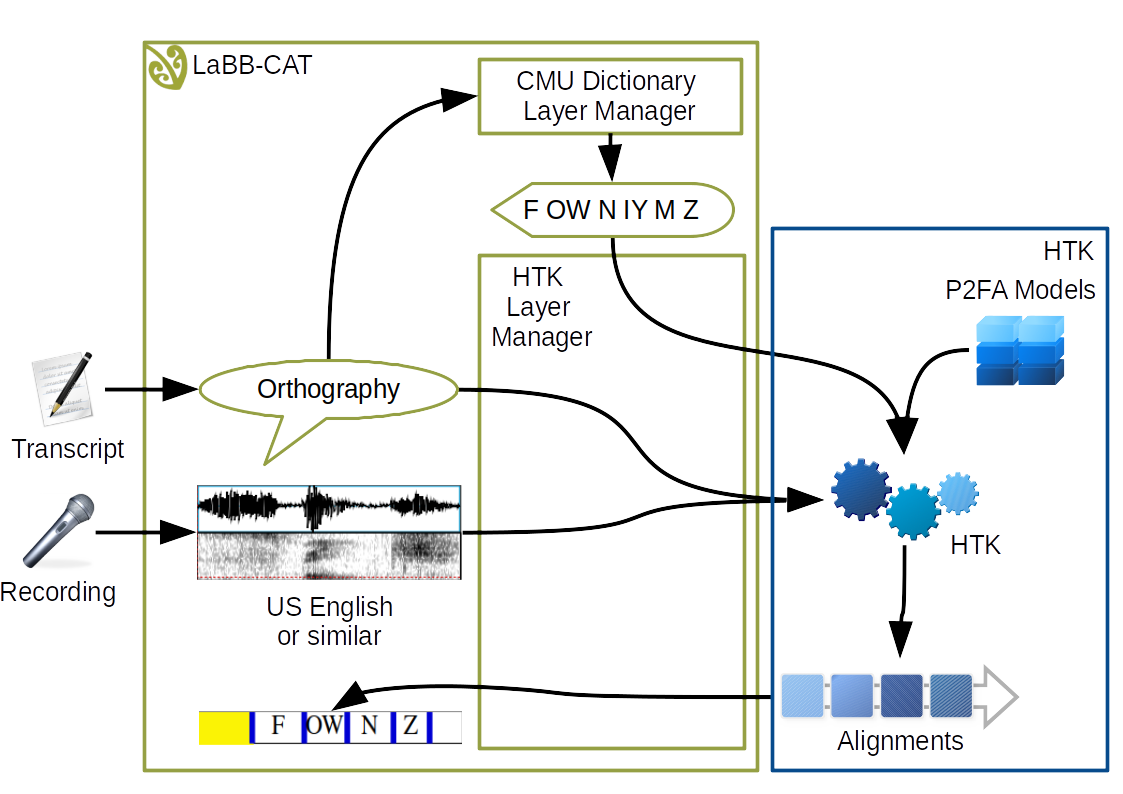 LaBB-CAT
CMU Dictionary
Layer Manager
F OW N IY M Z
HTK
Layer
Manager
HTK
P2FA Models
Orthography
Transcript
Recording
US English
or similar
HTK
F OW N Z
Alignments